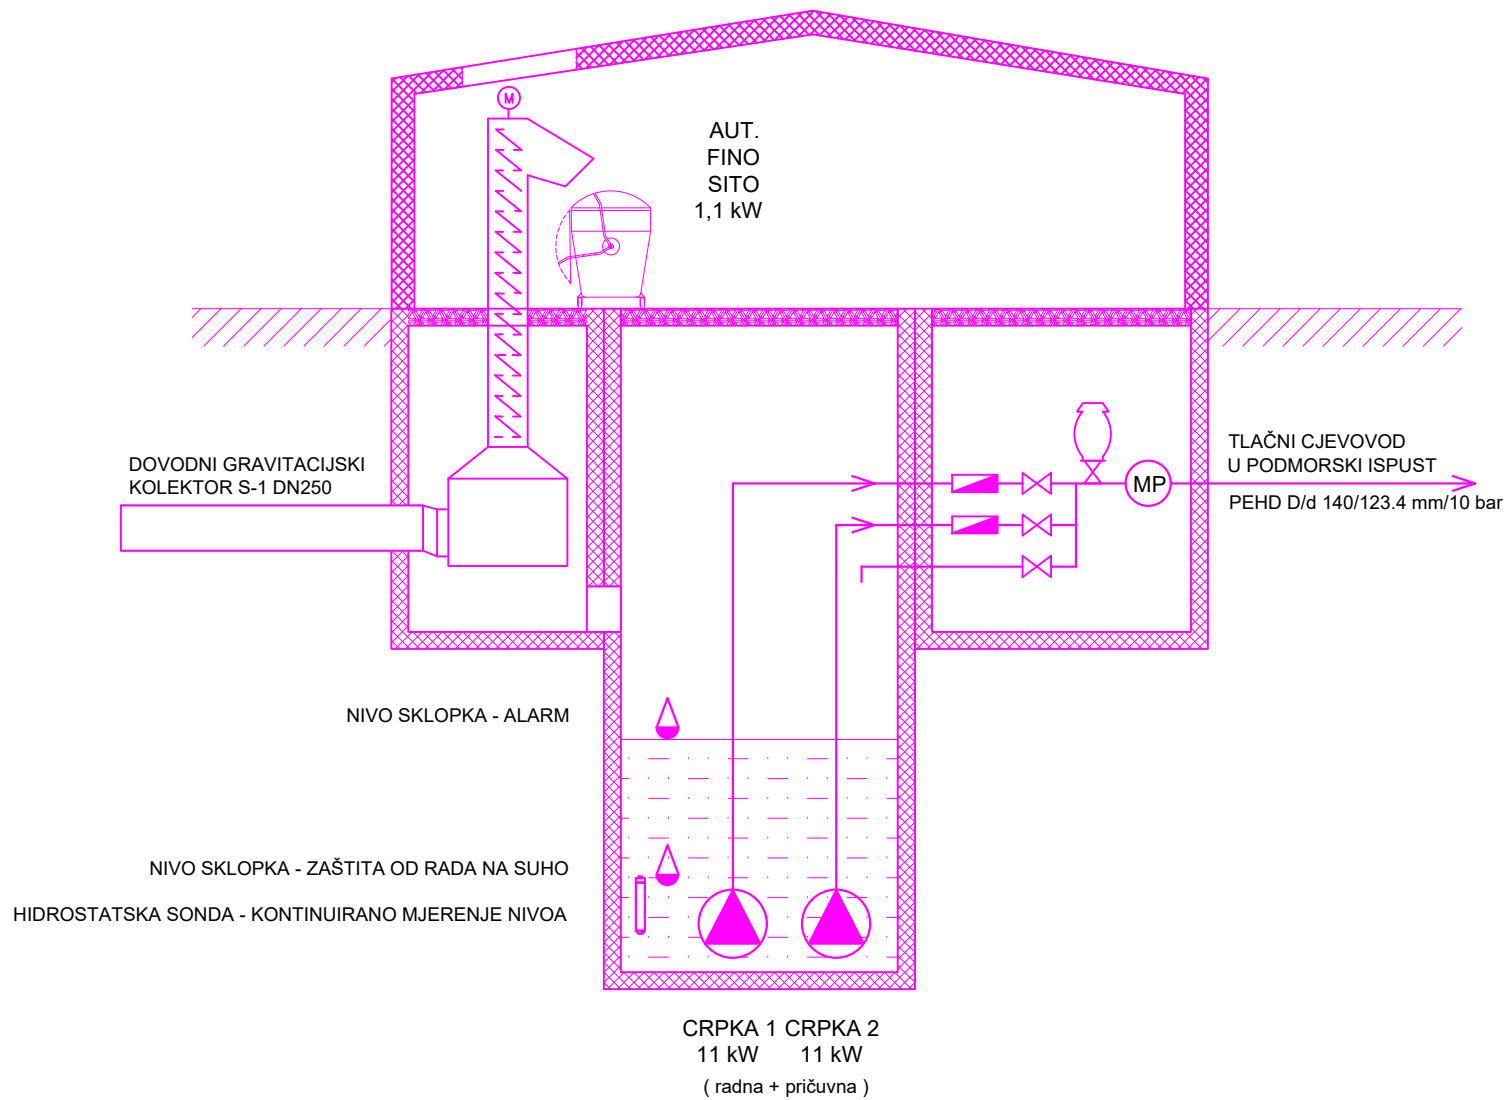 M
AUT.
FINO
SITO
1,1 kW
DOVODNI GRAVITACIJSKI
KOLEKTOR S-1 DN250
TLAČNI CJEVOVOD
U PODMORSKI ISPUST
MP
PEHD D/d 140/123.4 mm/10 bar
NIVO SKLOPKA - ALARM
NIVO SKLOPKA - ZAŠTITA OD RADA NA SUHO
HIDROSTATSKA SONDA - KONTINUIRANO MJERENJE NIVOA
CRPKA 1 CRPKA 2
11 kW 11 kW
( radna + pričuvna )